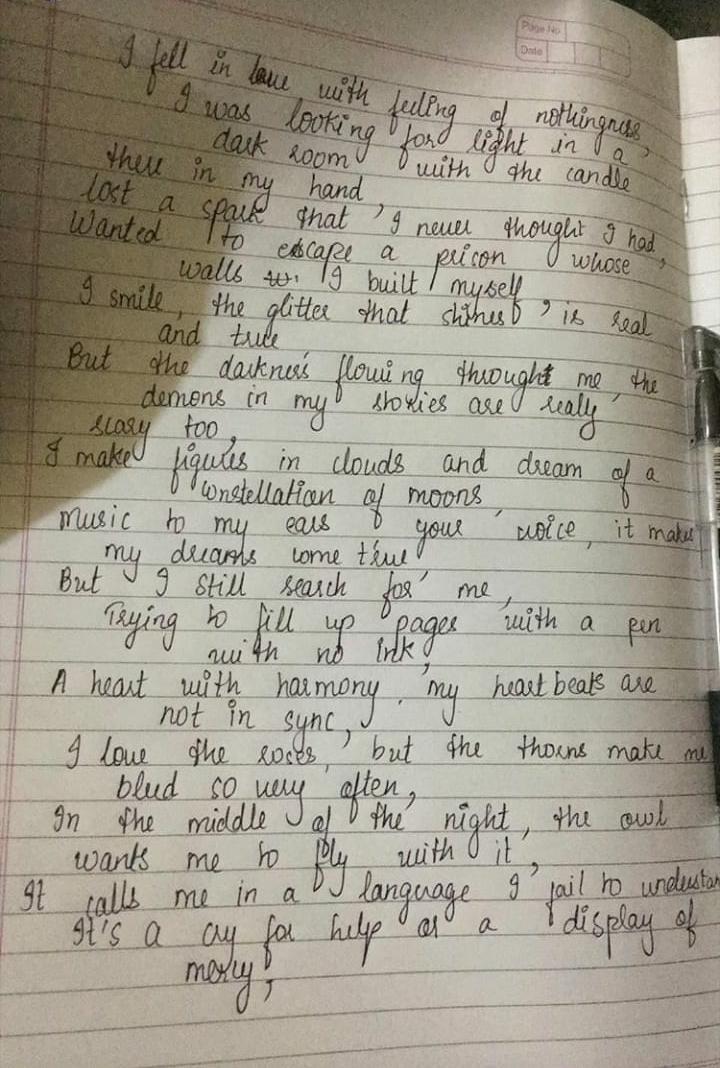 Page No
Date
I fell in love with feeling of nothingness,
I was looking for light in a
dark room with the candle
there in my hand,
lost a spark that I never thought I had,
Wanted to escape a prison whose
walls I built myself
I smile, the glitter that shines, is real
and true
But the darkness flowing throught me, the
demons in my stories are really
scary too,
I make figures in clouds and dream of a
constellation of moons,
Music to my ears your voice, it makes
my dreams come true
But I still search for me,
Trying to fill up pages with a pen
with no ink,
A heart with harmony, my heart beats are
not in sync,
I love the roses, but the thorns make me
bleed so very often,
In the middle of the night, the owl
wants me to fly with it,
It calls me in a language I fail to understan
It's a cry for help or a display of
mercy,